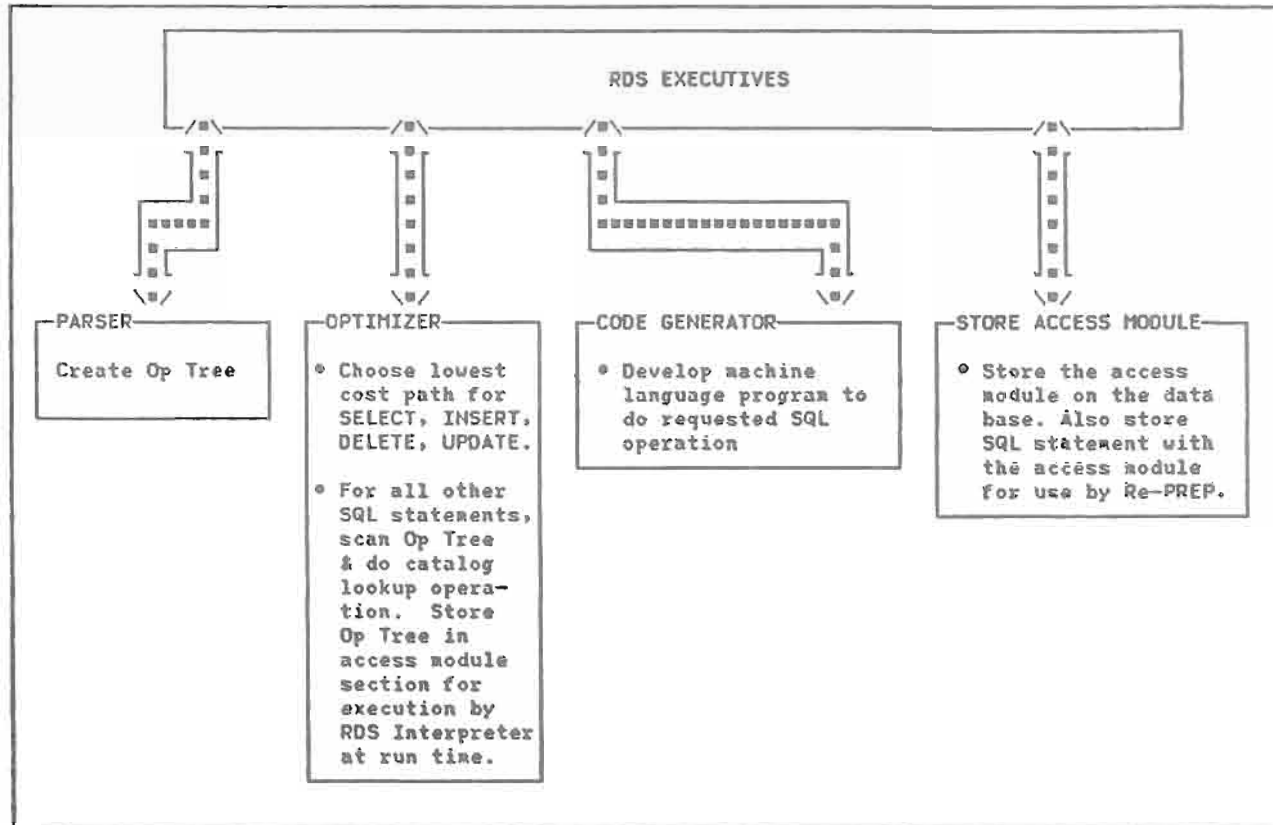 RDS EXECUTIVES
PARSER
Create Op Tree
OPTIMIZER
• Choose lowest
cost path for
SELECT, INSERT,
DELETE, UPDATE.
• For all other
SQL statements,
scan Op Tree
& do catalog
lookup opera-
tion. Store
Op Tree in
access module
section for
execution by
RDS Interpreter
at run time.
CODE GENERATOR
• Develop machine
language program to
do requested SQL
operation
STORE ACCESS MODULE
• Store the access
module on the data
base. Also store
SQL statement with
the access module
for use by Re-PREP.